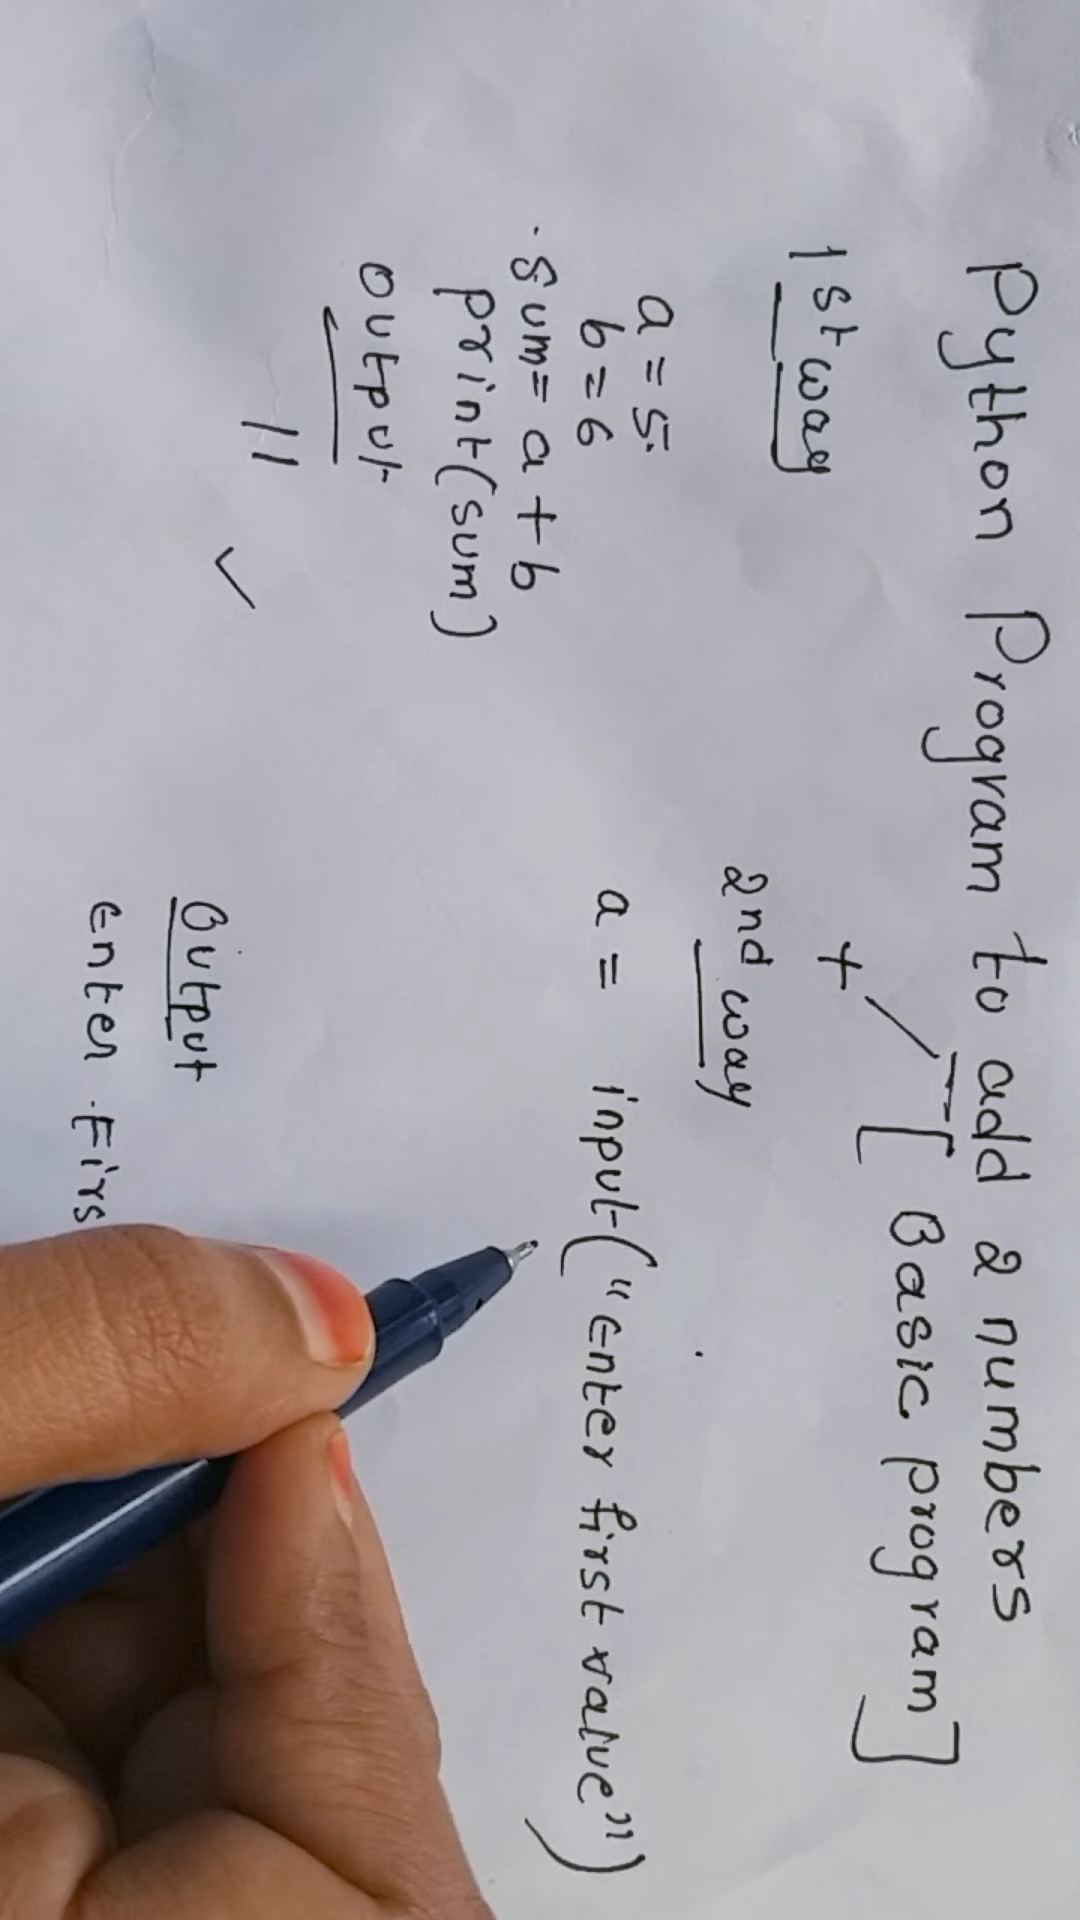 Python Program to add 2 numbers
+ [Basic program]
1st way
a = 5
b = 6
sum = a + b
print(sum)
output
11
2nd way
a = input("Enter first value")
Output
Enter Firs